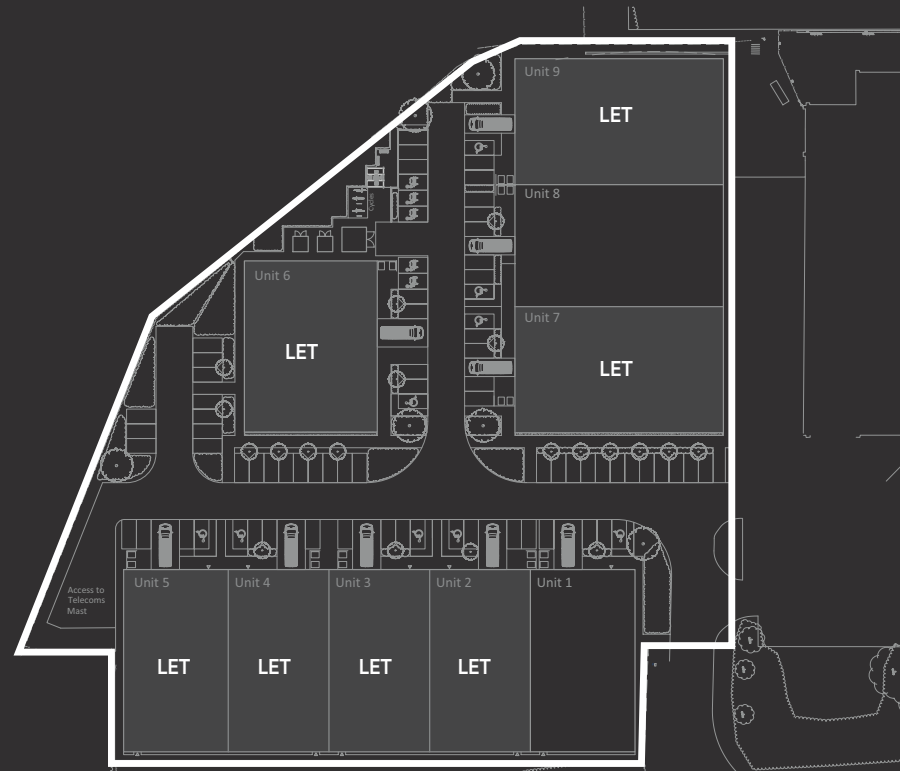 Unit 9
LET
Unit 8
Cycles
Unit 6
LET
Unit 7
LET
Access to
Telecoms
Mast
Unit 5
LET
Unit 4
LET
Unit 3
LET
Unit 2
LET
Unit 1